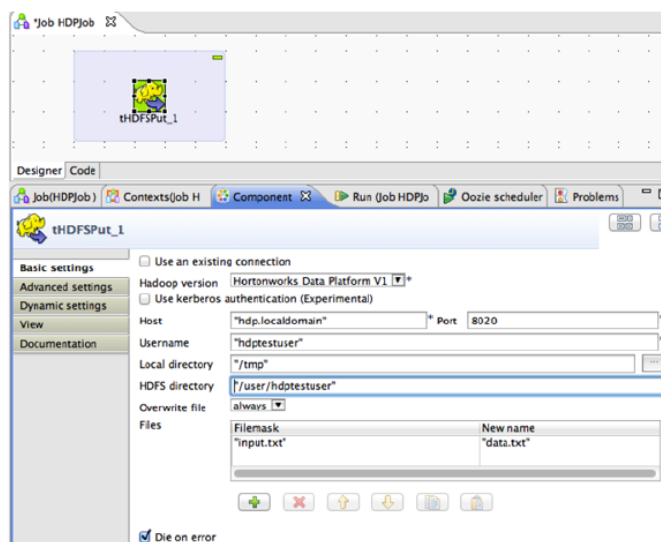 *Job HDPJob
tHDFSPut_1
Designer Code
Job(HDPJob) Contexts(Job H Component Run (Job HDPJo Oozie scheduler Problems
tHDFSPut_1
Basic settings
Advanced settings
Dynamic settings
View
Documentation
Use an existing connection
Hadoop version Hortonworks Data Platform V1 *
Use kerberos authentication (Experimental)
Host "hdp.localdomain" * Port 8020
Username "hdptestuser"
Local directory "/tmp" ...
HDFS directory "/user/hdptestuser"
Overwrite file always
Files Filemask New name
"input.txt" "data.txt"
Die on error